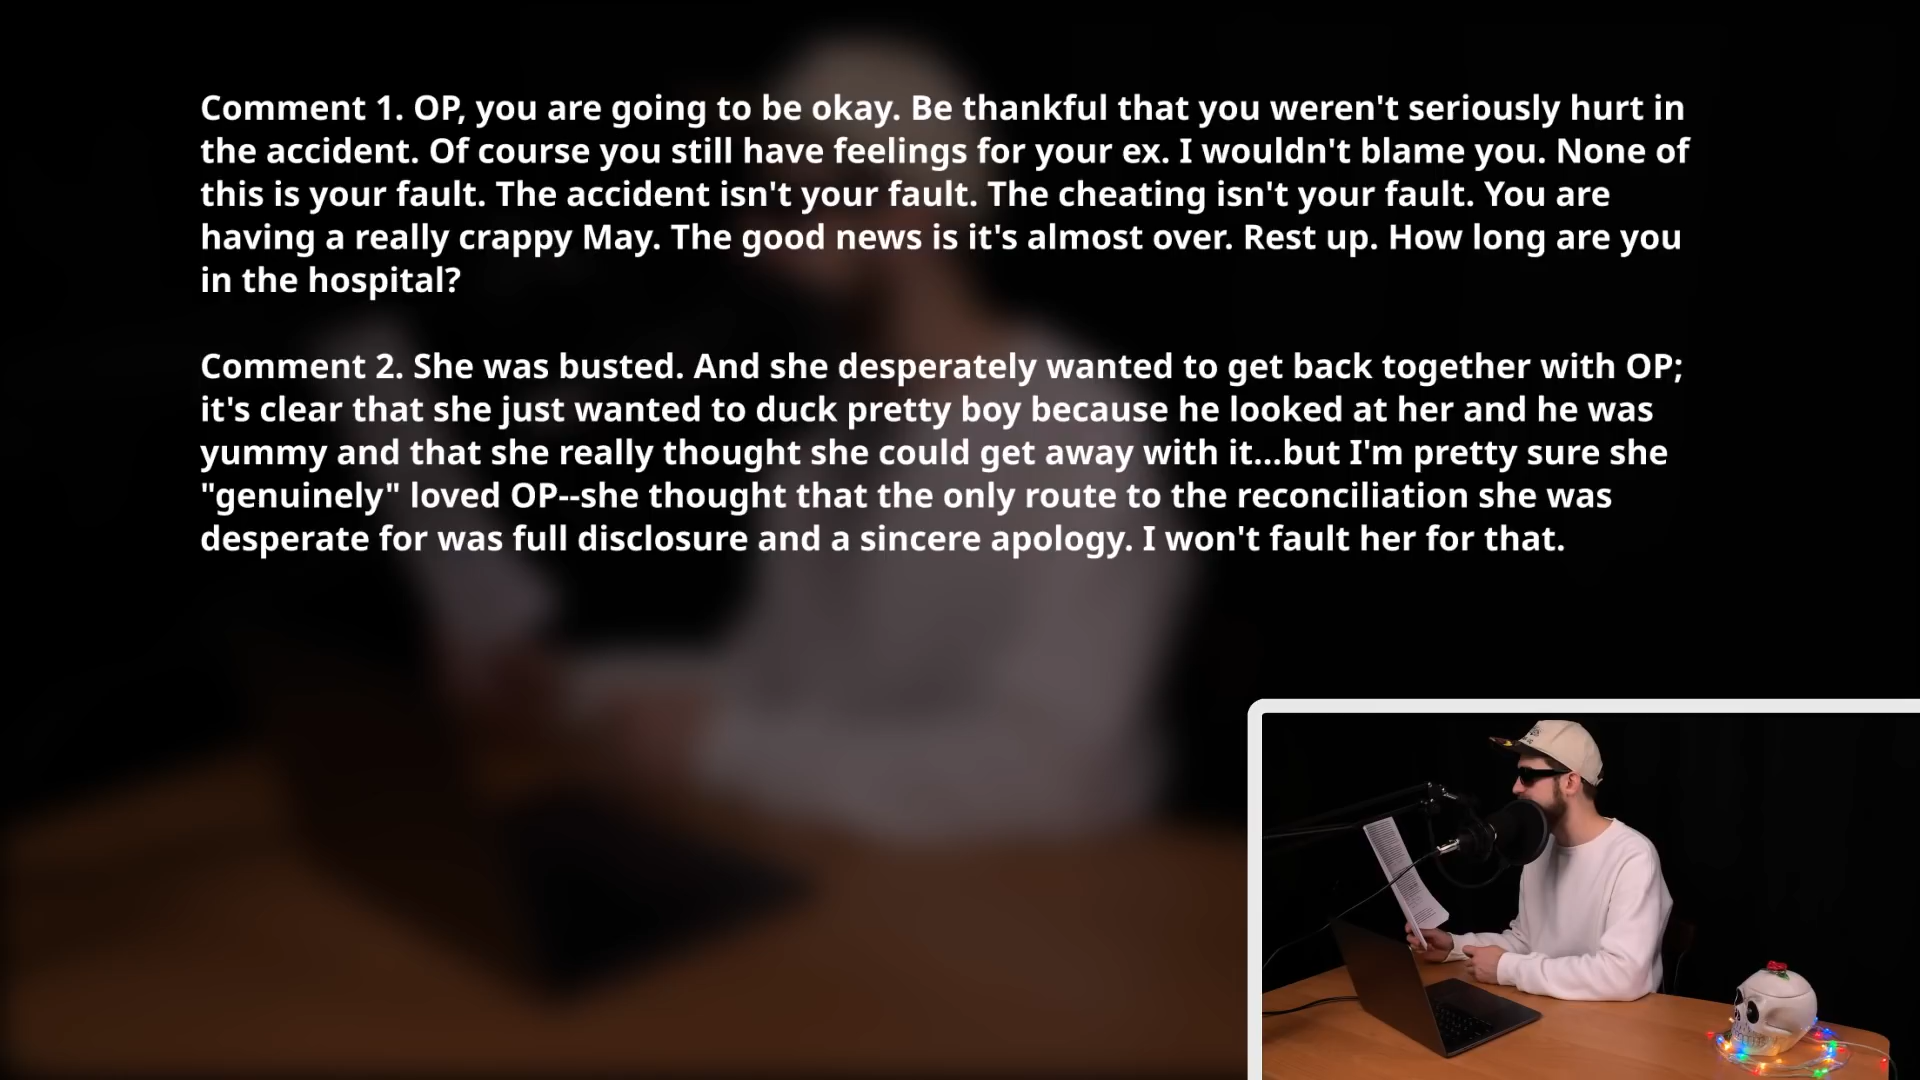 Comment 1. OP, you are going to be okay. Be thankful that you weren't seriously hurt in
the accident. Of course you still have feelings for your ex. I wouldn't blame you. None of
this is your fault. The accident isn't your fault. The cheating isn't your fault. You are
having a really crappy May. The good news is it's almost over. Rest up. How long are you
in the hospital?
Comment 2. She was busted. And she desperately wanted to get back together with OP;
it's clear that she just wanted to duck pretty boy because he looked at her and he was
yummy and that she really thought she could get away with it...but I'm pretty sure she
"genuinely" loved OP--she thought that the only route to the reconciliation she was
desperate for was full disclosure and a sincere apology. I won't fault her for that.